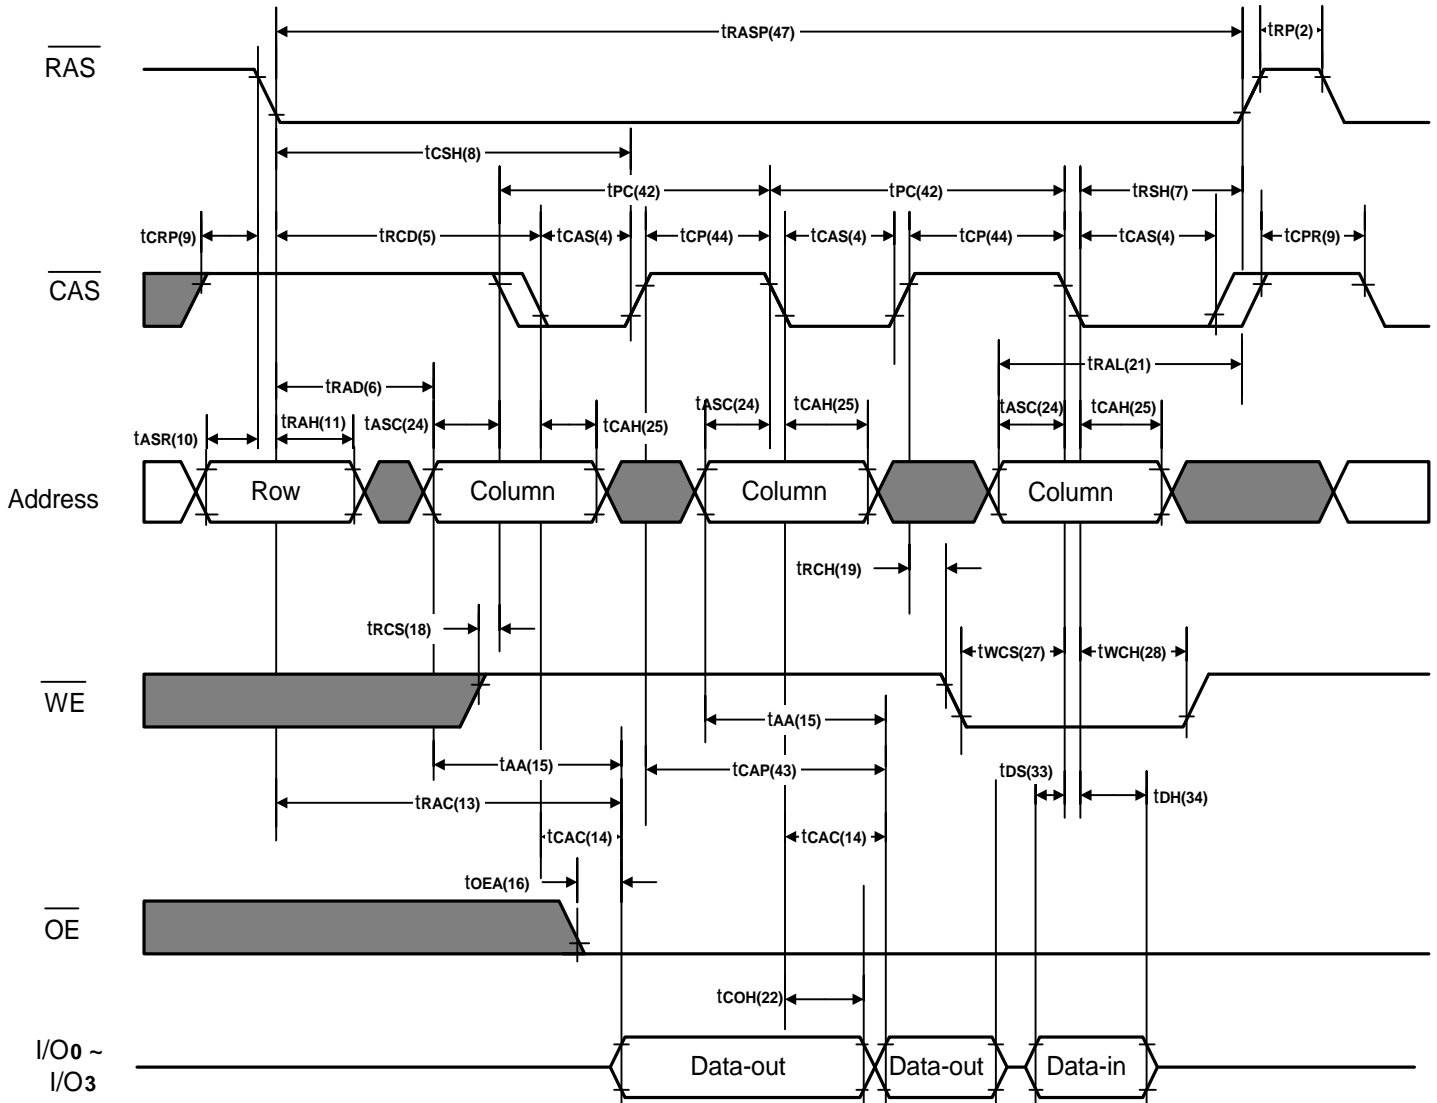 tRASP(47)
tRP(2)
RAS
tCSH(8)
tPC(42)
tPC(42)
tRSH(7)
tCRP(9)
tRCD(5)
tCAS(4)
tCP(44)
tCAS(4)
tCP(44)
tCAS(4)
tCPR(9)
CAS
tRAL(21)
tRAD(6)
tASR(10)
tRAH(11)
tASC(24)
tCAH(25)
tASC(24)
tCAH(25)
tASC(24)
tCAH(25)
Address
Row
Column
Column
Column
tRCH(19)
tRCS(18)
tWCS(27)
tWCH(28)
WE
tAA(15)
tAA(15)
tCAP(43)
tDS(33)
tRAC(13)
tDH(34)
tCAC(14)
tCAC(14)
tOEA(16)
OE
tCOH(22)
I/O0 ~
I/O3
Data-out
Data-out
Data-in